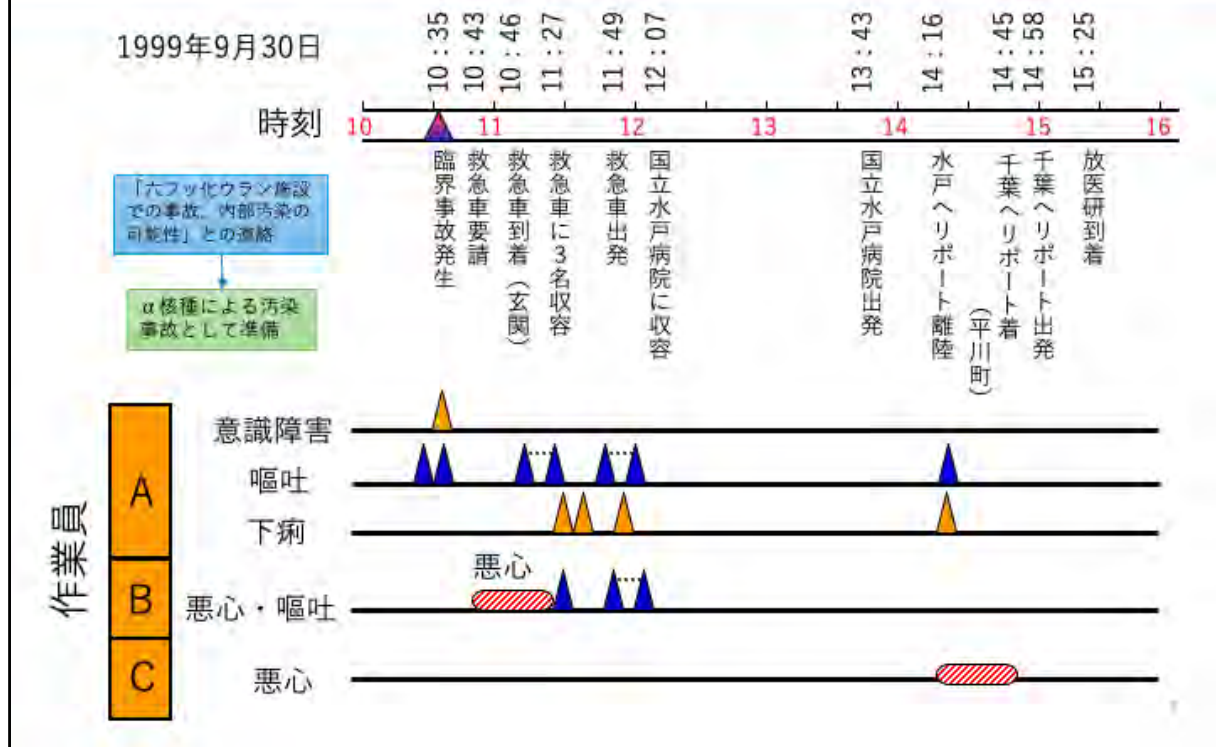 1999年9月30日
10:35
10:43
10:46
11:27
11:49
12:07
13:43
14:16
14:45
14:58
15:25
時刻
10
11
12
13
14
15
16
臨界事故発生
救急車要請
救急車到着（玄関）
救急車に3名収容
救急車出発
国立水戸病院に収容
国立水戸病院出発
水戸ヘリポート離陸
千葉ヘリポート着
（平川町）
千葉ヘリポート出発
放医研到着
「六フッ化ウラン施設
での事故、内部汚染の
可能性」との連絡
α核種による汚染
事故として準備
作業員
A
意識障害
嘔吐
下痢
B
悪心
悪心・嘔吐
C
悪心